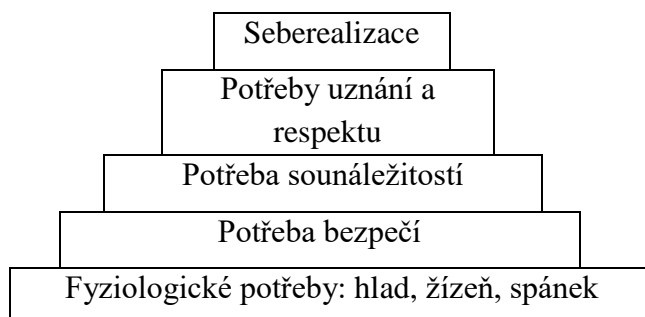 Seberealizace
Potřeby uznání a
respektu
Potřeba sounáležitostí
Potřeba bezpečí
Fyziologické potřeby: hlad, žízeň, spánek